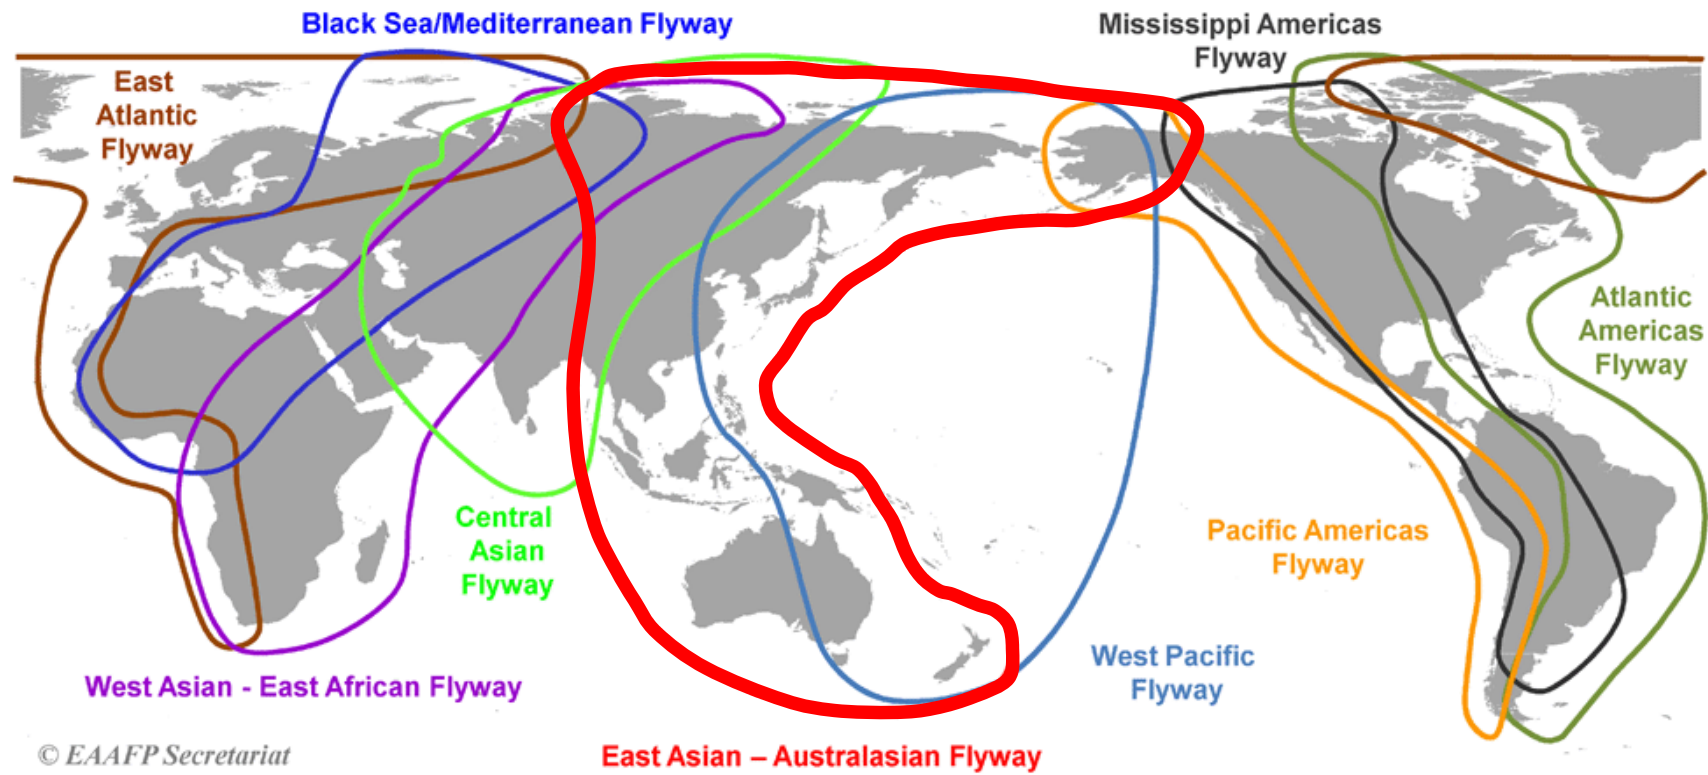 Black Sea/Mediterranean Flyway
Mississippi Americas
Flyway
East
Atlantic
Flyway
Atlantic
Americas
Flyway
Central
Asian
Flyway
Pacific Americas
Flyway
West Pacific
Flyway
West Asian - East African Flyway
© EAAFP Secretariat
East Asian – Australasian Flyway